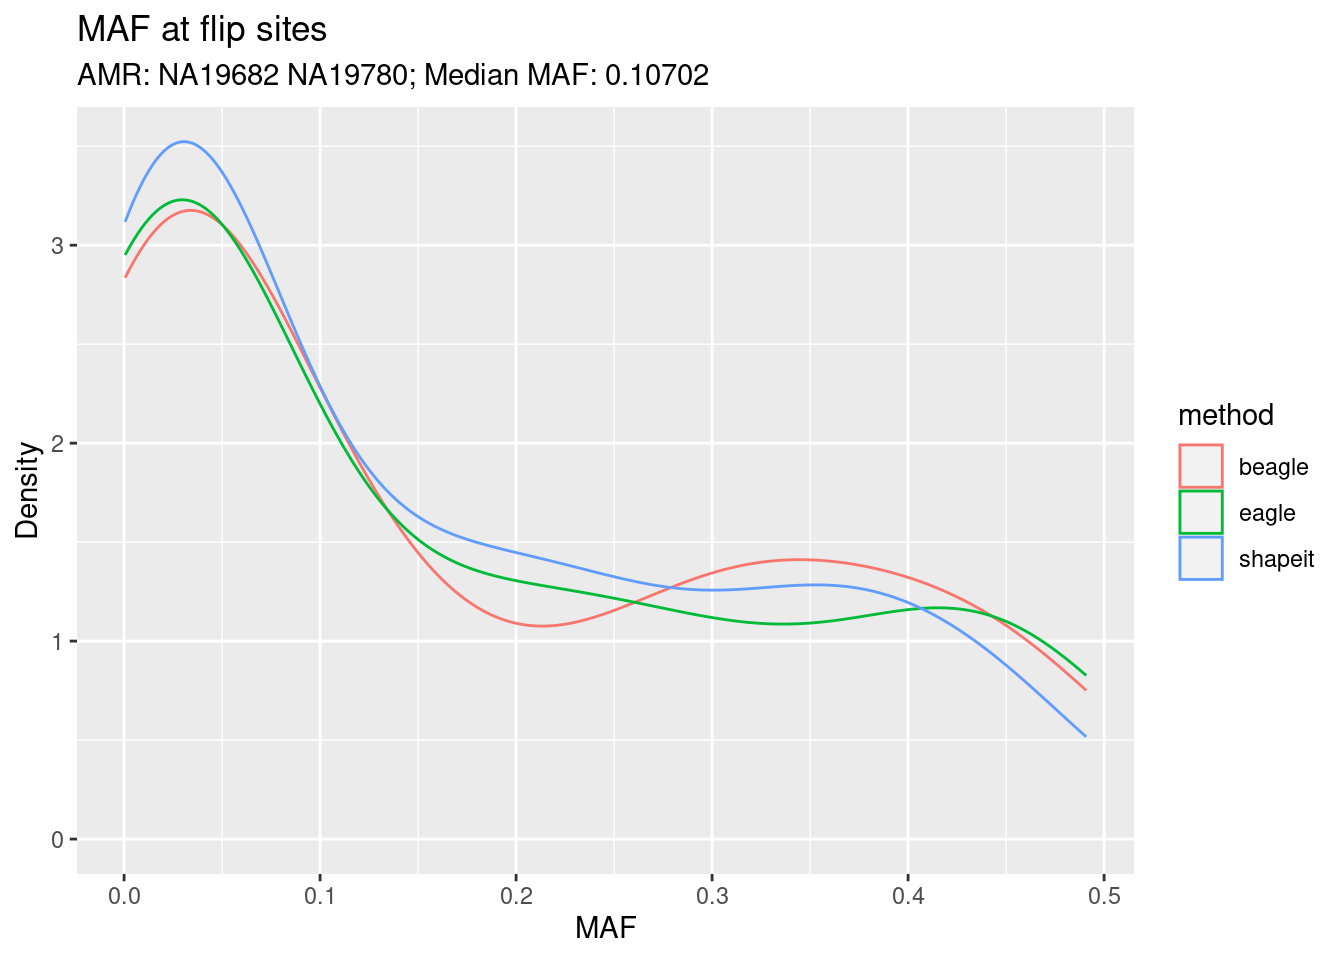 MAF at flip sites
AMR: NA19682 NA19780; Median MAF: 0.10702
Density
3
2
1
0
0.0 0.1 0.2 0.3 0.4 0.5
MAF
method
beagle
eagle
shapeit